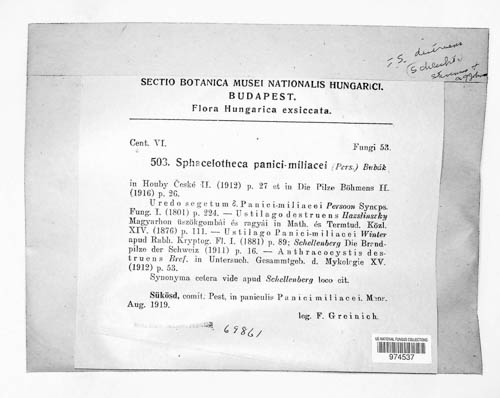 = S. destruens
(Schlecht.)
Stevens &
SECTIO BOTANICA MUSEI NATIONALIS HUNGARICI.
BUDAPEST.
Flora Hungarica exsiccata.
Cent. VI. Fungi 53.
503. Sphacelotheca panici-miliacei (Pers.) Bubák
in Houby České II. (1912) p. 27 et in Die Pilze Böhmens II.
(1916) p. 26.
Uredo segetum ζ. Panici-miliacei Persoon Synops.
Fung. I. (1801) p. 224. — Ustilago destruens Hazslinszky
Magyarhon üszökgombái és ragyái in Math. és Termtud. Közl.
XIV. (1876) p. 111. — Ustilago Panici-miliacei Winter
apud Rabh. Kryptog. Fl. I. (1881) p. 89; Schellenberg Die Brand-
pilze der Schweiz (1911) p. 16. — Anthracocystis des-
truens Bref. in Untersuch. Gesammtgeb. d. Mykologie XV.
(1912) p. 53.
Synonyma cetera vide apud Schellenberg loco cit.
Sükösd, comit. Pest, in paniculis Panici miliacei. M.
Aug. 1919.
leg. F. Greinich.
69861
US NATIONAL FUNGUS COLLECTIONS
974537